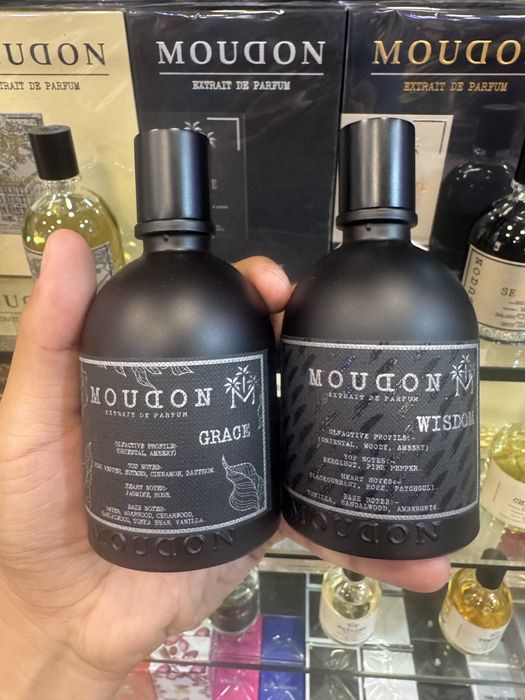 MOUDON
EXTRAIT DE PARFUM
MOUDON
EXTRAIT DE PARFUM
MOUDON
EXTRAIT DE PARFUM
MOUDON
EXTRAIT DE PARFUM
GRACE
OLFACTIVE PROFILE:-
(ORIENTAL, AMBERY)
TOP NOTES:-
PINK PEPPER, NUTMEG, CINNAMON, SAFFRON.
HEART NOTES:-
JASMINE, ROSE.
BASE NOTES:-
AMBER, AGARWOOD, CEDARWOOD,
SANDALWOOD, TONKA BEAN, VANILLA.
MOUDON
MOUDON
EXTRAIT DE PARFUM
WISDOM
OLFACTIVE PROFILE:-
(ORIENTAL, WOODY, AMBERY)
TOP NOTES:-
BERGAMOT, PINK PEPPER.
HEART NOTES:-
BLACKCURRANT, ROSE, PATCHOULI.
BASE NOTES:-
VANILLA, SANDALWOOD, AMBERGRIS.
MOUDON